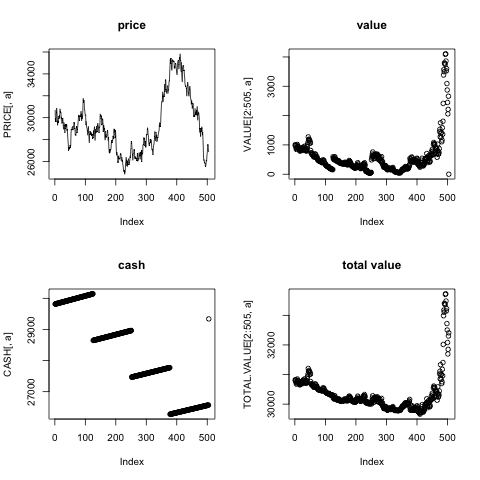 price
PRICE[, a]
34000
30000
26000
0 100 200 300 400 500
Index
value
VALUE[2:505, a]
3000
1000
0
0 100 200 300 400 500
Index
cash
CASH[, a]
29000
27000
0 100 200 300 400 500
Index
total value
TOTAL.VALUE[2:505, a]
32000
30000
0 100 200 300 400 500
Index